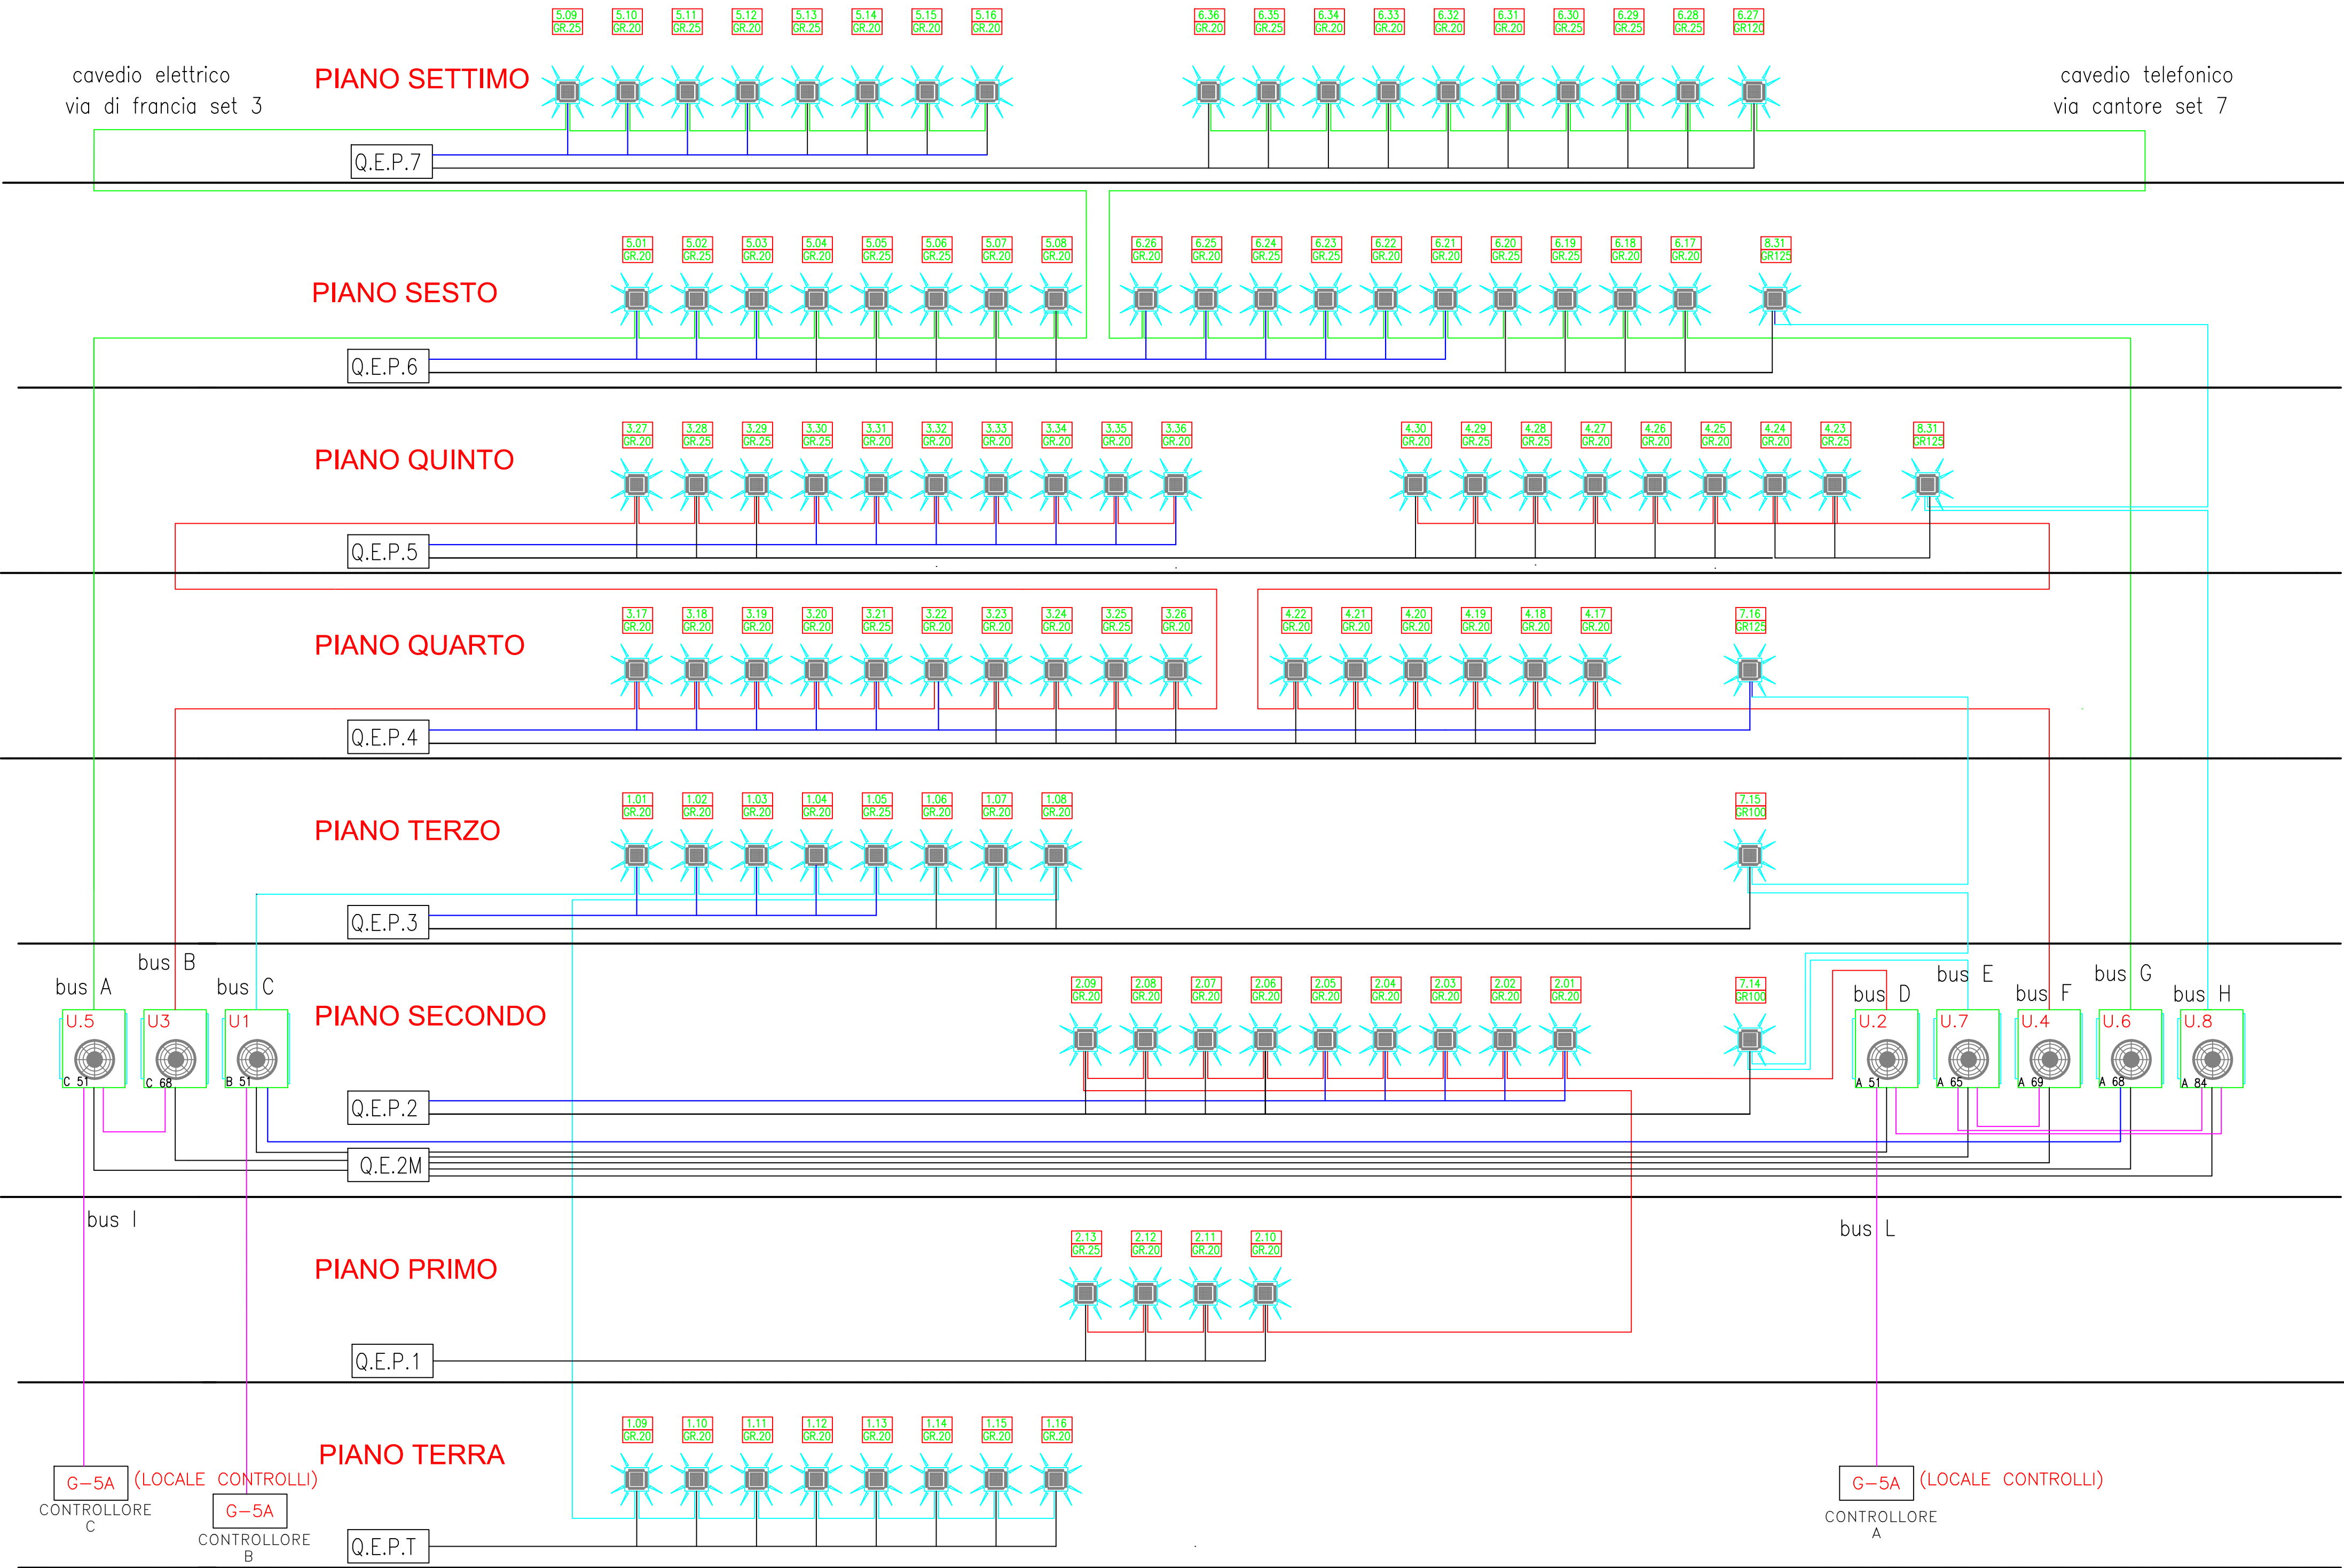 5.09 5.10 5.11 5.12 5.13 5.14 5.15 5.16 6.36 6.35 6.34 6.33 6.32 6.31 6.30 6.29 6.28 6.27
GR.25 GR.20 GR.25 GR.20 GR.25 GR.20 GR.20 GR.20 GR.20 GR.25 GR.20 GR.20 GR.20 GR.20 GR.25 GR.25 GR.25 GR120
cavedio elettrico
via di francia set 3
PIANO SETTIMO
cavedio telefonico
via cantore set 7
Q.E.P.7
5.01 5.02 5.03 5.04 5.05 5.06 5.07 5.08 6.26 6.25 6.24 6.23 6.22 6.21 6.20 6.19 6.18 6.17 8.31
GR.20 GR.25 GR.20 GR.20 GR.25 GR.25 GR.20 GR.20 GR.20 GR.20 GR.25 GR.25 GR.20 GR.20 GR.25 GR.25 GR.20 GR.20 GR125
PIANO SESTO
Q.E.P.6
3.27 3.28 3.29 3.30 3.31 3.32 3.33 3.34 3.35 3.36 4.30 4.29 4.28 4.27 4.26 4.25 4.24 4.23 8.31
GR.20 GR.25 GR.25 GR.25 GR.20 GR.20 GR.20 GR.20 GR.20 GR.20 GR.20 GR.25 GR.25 GR.20 GR.20 GR.20 GR.20 GR.25 GR125
PIANO QUINTO
Q.E.P.5
3.17 3.18 3.19 3.20 3.21 3.22 3.23 3.24 3.25 3.26 4.22 4.21 4.20 4.19 4.18 4.17 7.16
GR.20 GR.20 GR.20 GR.20 GR.25 GR.20 GR.20 GR.20 GR.25 GR.20 GR.20 GR.20 GR.20 GR.20 GR.20 GR.20 GR125
PIANO QUARTO
Q.E.P.4
1.01 1.02 1.03 1.04 1.05 1.06 1.07 1.08 7.15
GR.20 GR.20 GR.20 GR.20 GR.25 GR.20 GR.20 GR.20 GR100
PIANO TERZO
Q.E.P.3
bus A
bus B
bus C
2.09 2.08 2.07 2.06 2.05 2.04 2.03 2.02 2.01 7.14
GR.20 GR.20 GR.20 GR.20 GR.20 GR.20 GR.20 GR.20 GR.20 GR100
bus D
bus E
bus F
bus G
bus H
U.5 U3 U1
PIANO SECONDO
U.2 U.7 U.4 U.6 U.8
C 51 C 68 B 51
A 51 A 65 A 69 A 68 A 84
Q.E.P.2
Q.E.2M
bus I
bus L
2.13 2.12 2.11 2.10
GR.25 GR.20 GR.20 GR.20
PIANO PRIMO
Q.E.P.1
1.09 1.10 1.11 1.12 1.13 1.14 1.15 1.16
GR.20 GR.20 GR.20 GR.20 GR.20 GR.20 GR.20 GR.20
PIANO TERRA
G-5A (LOCALE CONTROLLI)
CONTROLLORE
C
G-5A
CONTROLLORE
B
G-5A (LOCALE CONTROLLI)
CONTROLLORE
A
Q.E.P.T